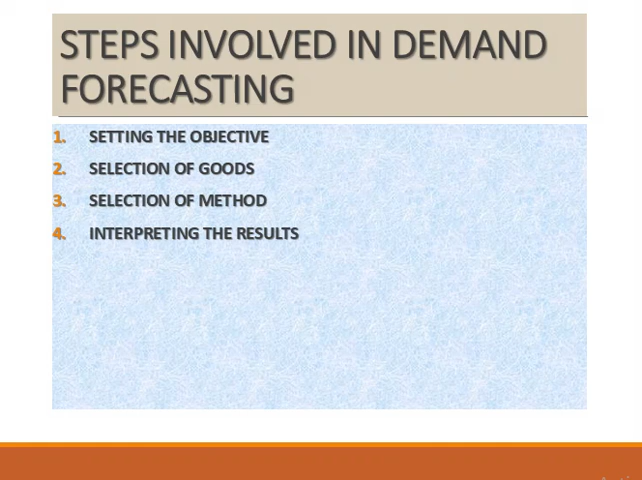 STEPS INVOLVED IN DEMAND
FORECASTING
1. SETTING THE OBJECTIVE
2. SELECTION OF GOODS
3. SELECTION OF METHOD
4. INTERPRETING THE RESULTS